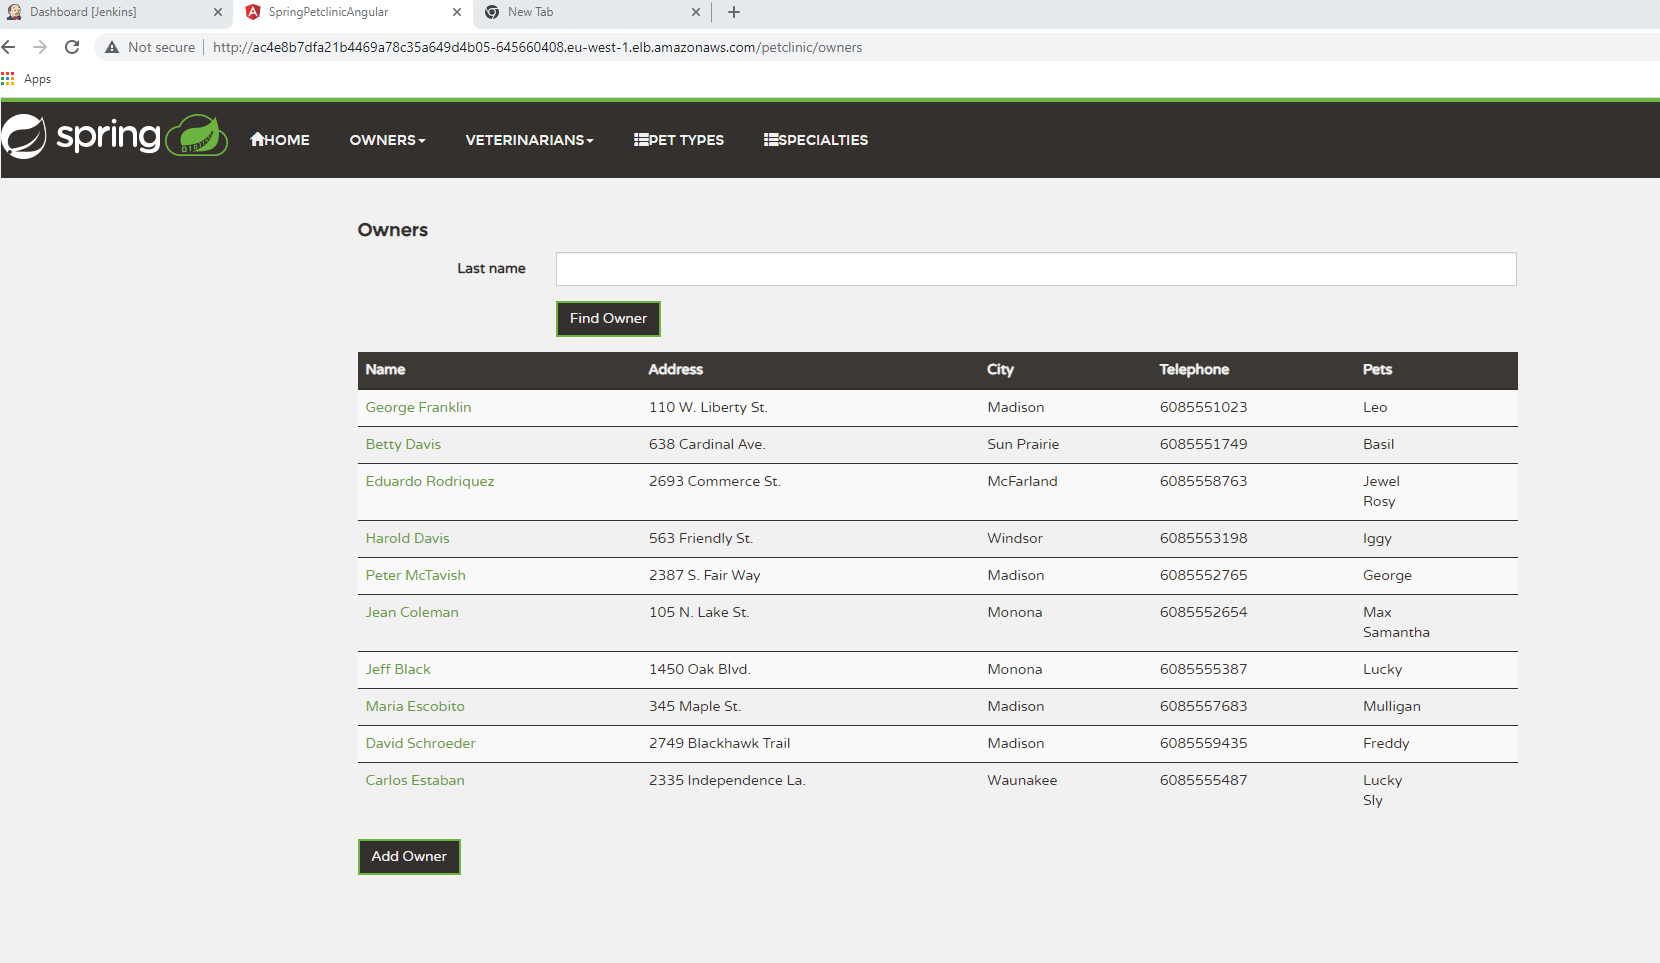 Dashboard [Jenkins]
SpringPetclinicAngular
New Tab
Not secure http://ac4e8b7dfa21b4469a78c35a649d4b05-645660408.eu-west-1.elb.amazonaws.com/petclinic/owners
Apps
spring HOME OWNERS VETERINARIANS PET TYPES SPECIALTIES
Owners
Last name
Find Owner
Name Address City Telephone Pets
George Franklin 110 W. Liberty St. Madison 6085551023 Leo
Betty Davis 638 Cardinal Ave. Sun Prairie 6085551749 Basil
Eduardo Rodriquez 2693 Commerce St. McFarland 6085558763 Jewel
Rosy
Harold Davis 563 Friendly St. Windsor 6085553198 Iggy
Peter McTavish 2387 S. Fair Way Madison 6085552765 George
Jean Coleman 105 N. Lake St. Monona 6085552654 Max
Samantha
Jeff Black 1450 Oak Blvd. Monona 6085555387 Lucky
Maria Escobito 345 Maple St. Madison 6085557683 Mulligan
David Schroeder 2749 Blackhawk Trail Madison 6085559435 Freddy
Carlos Estaban 2335 Independence La. Waunakee 6085555487 Lucky
Sly
Add Owner